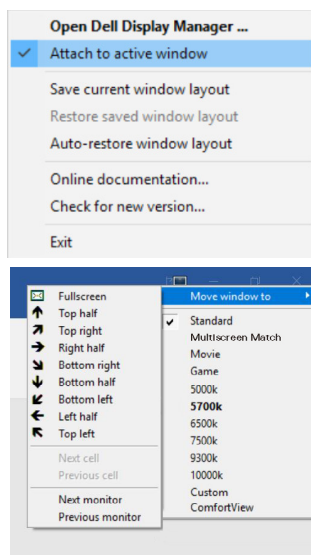 Open Dell Display Manager ...
Attach to active window
Save current window layout
Restore saved window layout
Auto-restore window layout
Online documentation...
Check for new version...
Exit
Fullscreen
Top half
Top right
Right half
Bottom right
Bottom half
Bottom left
Left half
Top left
Next cell
Previous cell
Next monitor
Previous monitor
Move window to
Standard
Multiscreen Match
Movie
Game
5000k
5700k
6500k
7500k
9300k
10000k
Custom
ComfortView